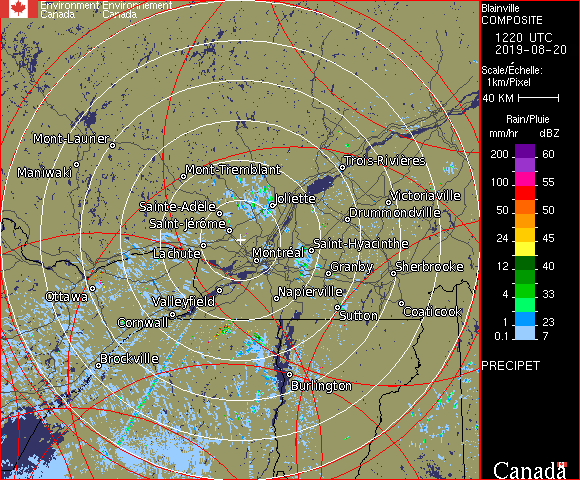 Environment Environnement
Canada Canada
Blainville
COMPOSITE
1220 UTC
2019-08-20
Scale/Échelle:
1km/Pixel
40 KM
Rain/Pluie
mm/hr dBZ
200 60
100 55
50 50
24 45
12 40
4 33
1 23
0.1 7
PRECIPET
Mont-Laurier
Maniwaki
Mont-Tremblant
Trois-Rivières
Joliette
Victoriaville
Sainte-Adèle
Drummondville
Saint-Jérôme
Lachute
Montréal
Saint-Hyacinthe
Granby
Sherbrooke
Ottawa
Valleyfield
Napierville
Cornwall
Sutton
Coaticook
Brockville
Burlington
Canada